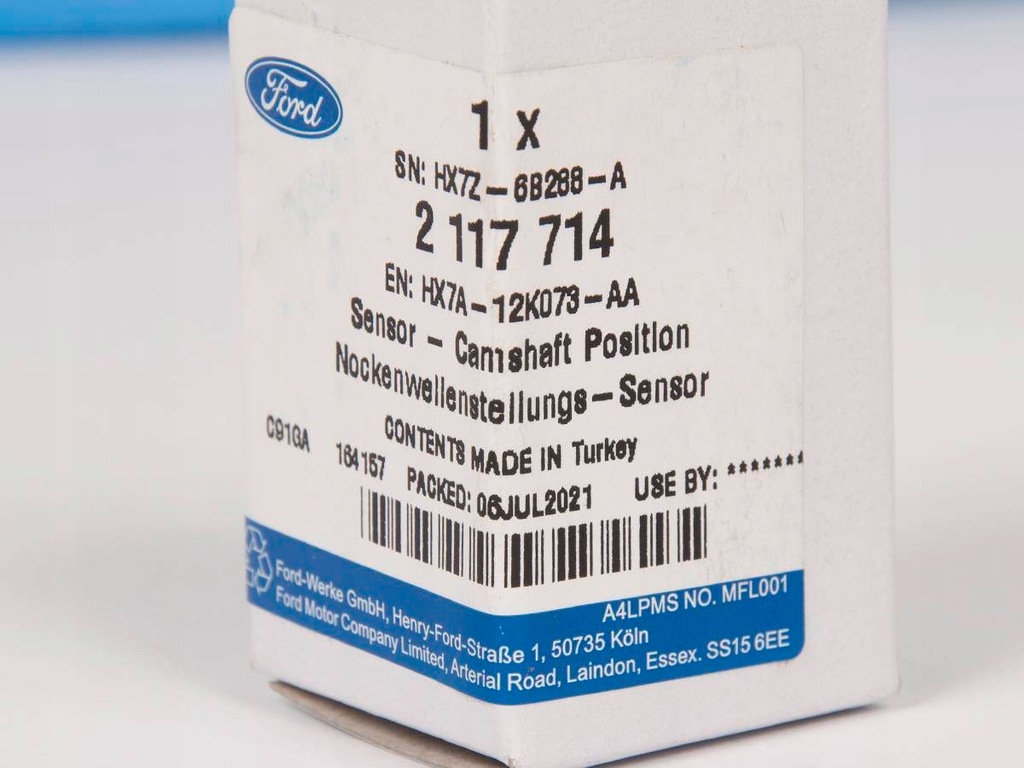 Ford
1 X
SN: HX7Z-6B288-A
2 117 714
EN: HX7A-12K073-AA
Sensor - Camshaft Position
Nockenwellenstellungs-Sensor
CONTENTS MADE IN Turkey
C91GA 164157 PACKED: 06JUL2021 USE BY: *******
A4LPMS NO. MFL001
Ford-Werke GmbH, Henry-Ford-Straße 1, 50735 Köln
Ford Motor Company Limited, Arterial Road, Laindon, Essex. SS15 6EE